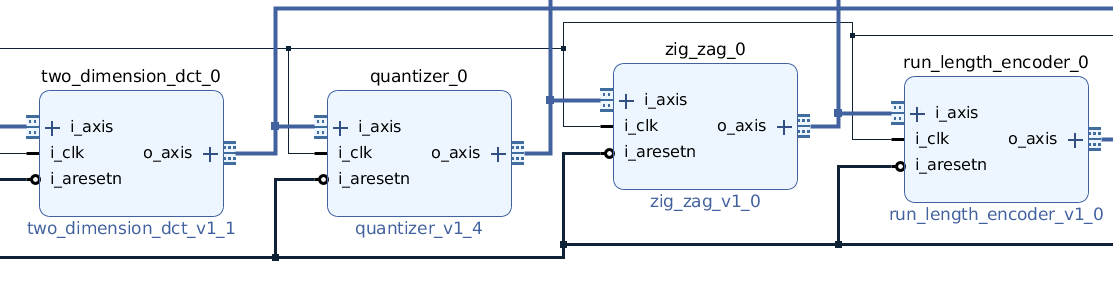 two_dimension_dct_0
i_axis
i_clk
o_axis
i_aresetn
two_dimension_dct_v1_1
quantizer_0
i_axis
i_clk
o_axis
i_aresetn
quantizer_v1_4
zig_zag_0
i_axis
i_clk
o_axis
i_aresetn
zig_zag_v1_0
run_length_encoder_0
i_axis
i_clk
o_axis
i_aresetn
run_length_encoder_v1_0